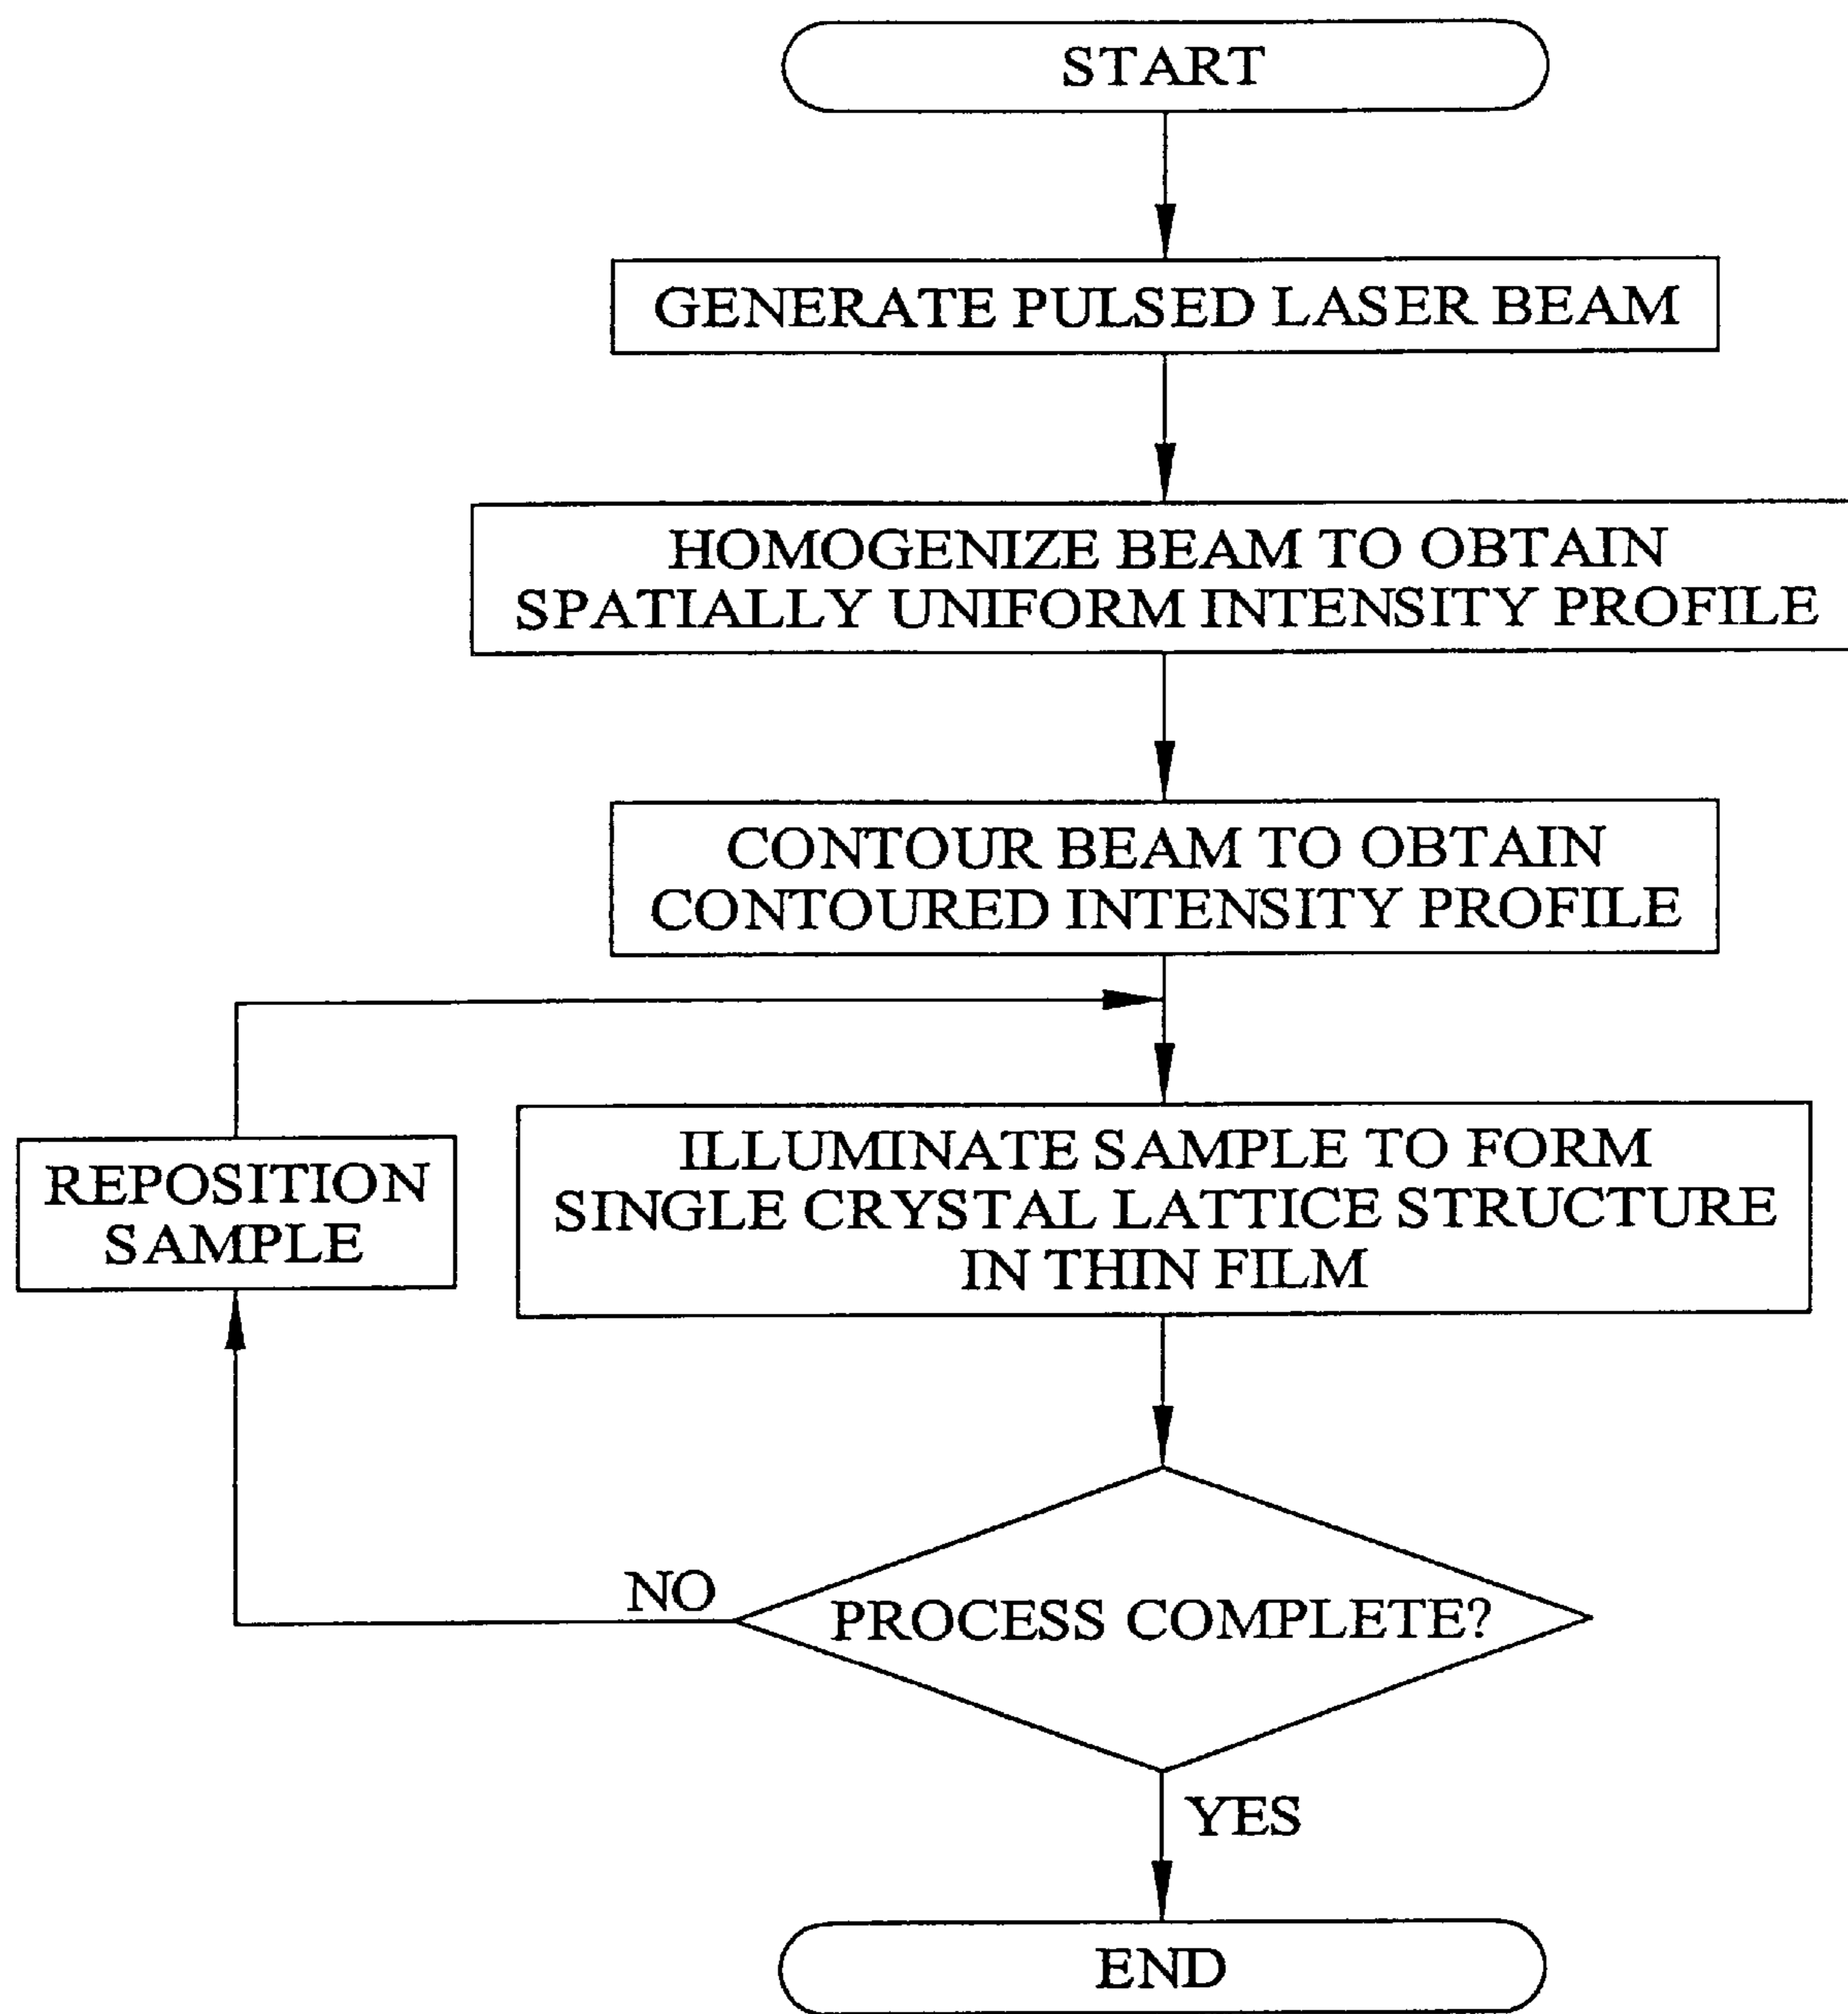 START
GENERATE PULSED LASER BEAM
HOMOGENIZE BEAM TO OBTAIN
SPATIALLY UNIFORM INTENSITY PROFILE
CONTOUR BEAM TO OBTAIN
CONTOURED INTENSITY PROFILE
ILLUMINATE SAMPLE TO FORM
SINGLE CRYSTAL LATTICE STRUCTURE
IN THIN FILM
REPOSITION
SAMPLE
PROCESS COMPLETE?
NO
YES
END